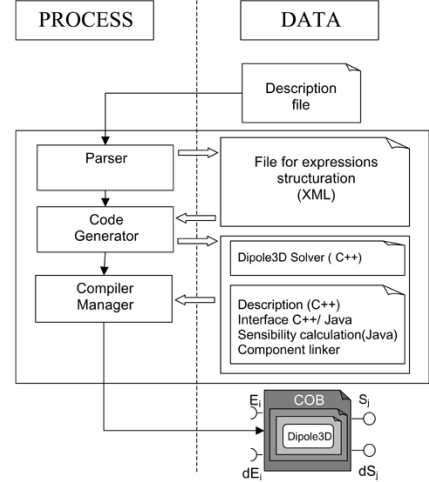 PROCESS
DATA
Description
file
Parser
File for expressions
structuration
(XML)
Code
Generator
Dipole3D Solver ( C++)
Compiler
Manager
Description (C++)
Interface C++/ Java
Sensibility calculation(Java)
Component linker
Ei
COB
Sj
Dipole3D
dEi
dSj